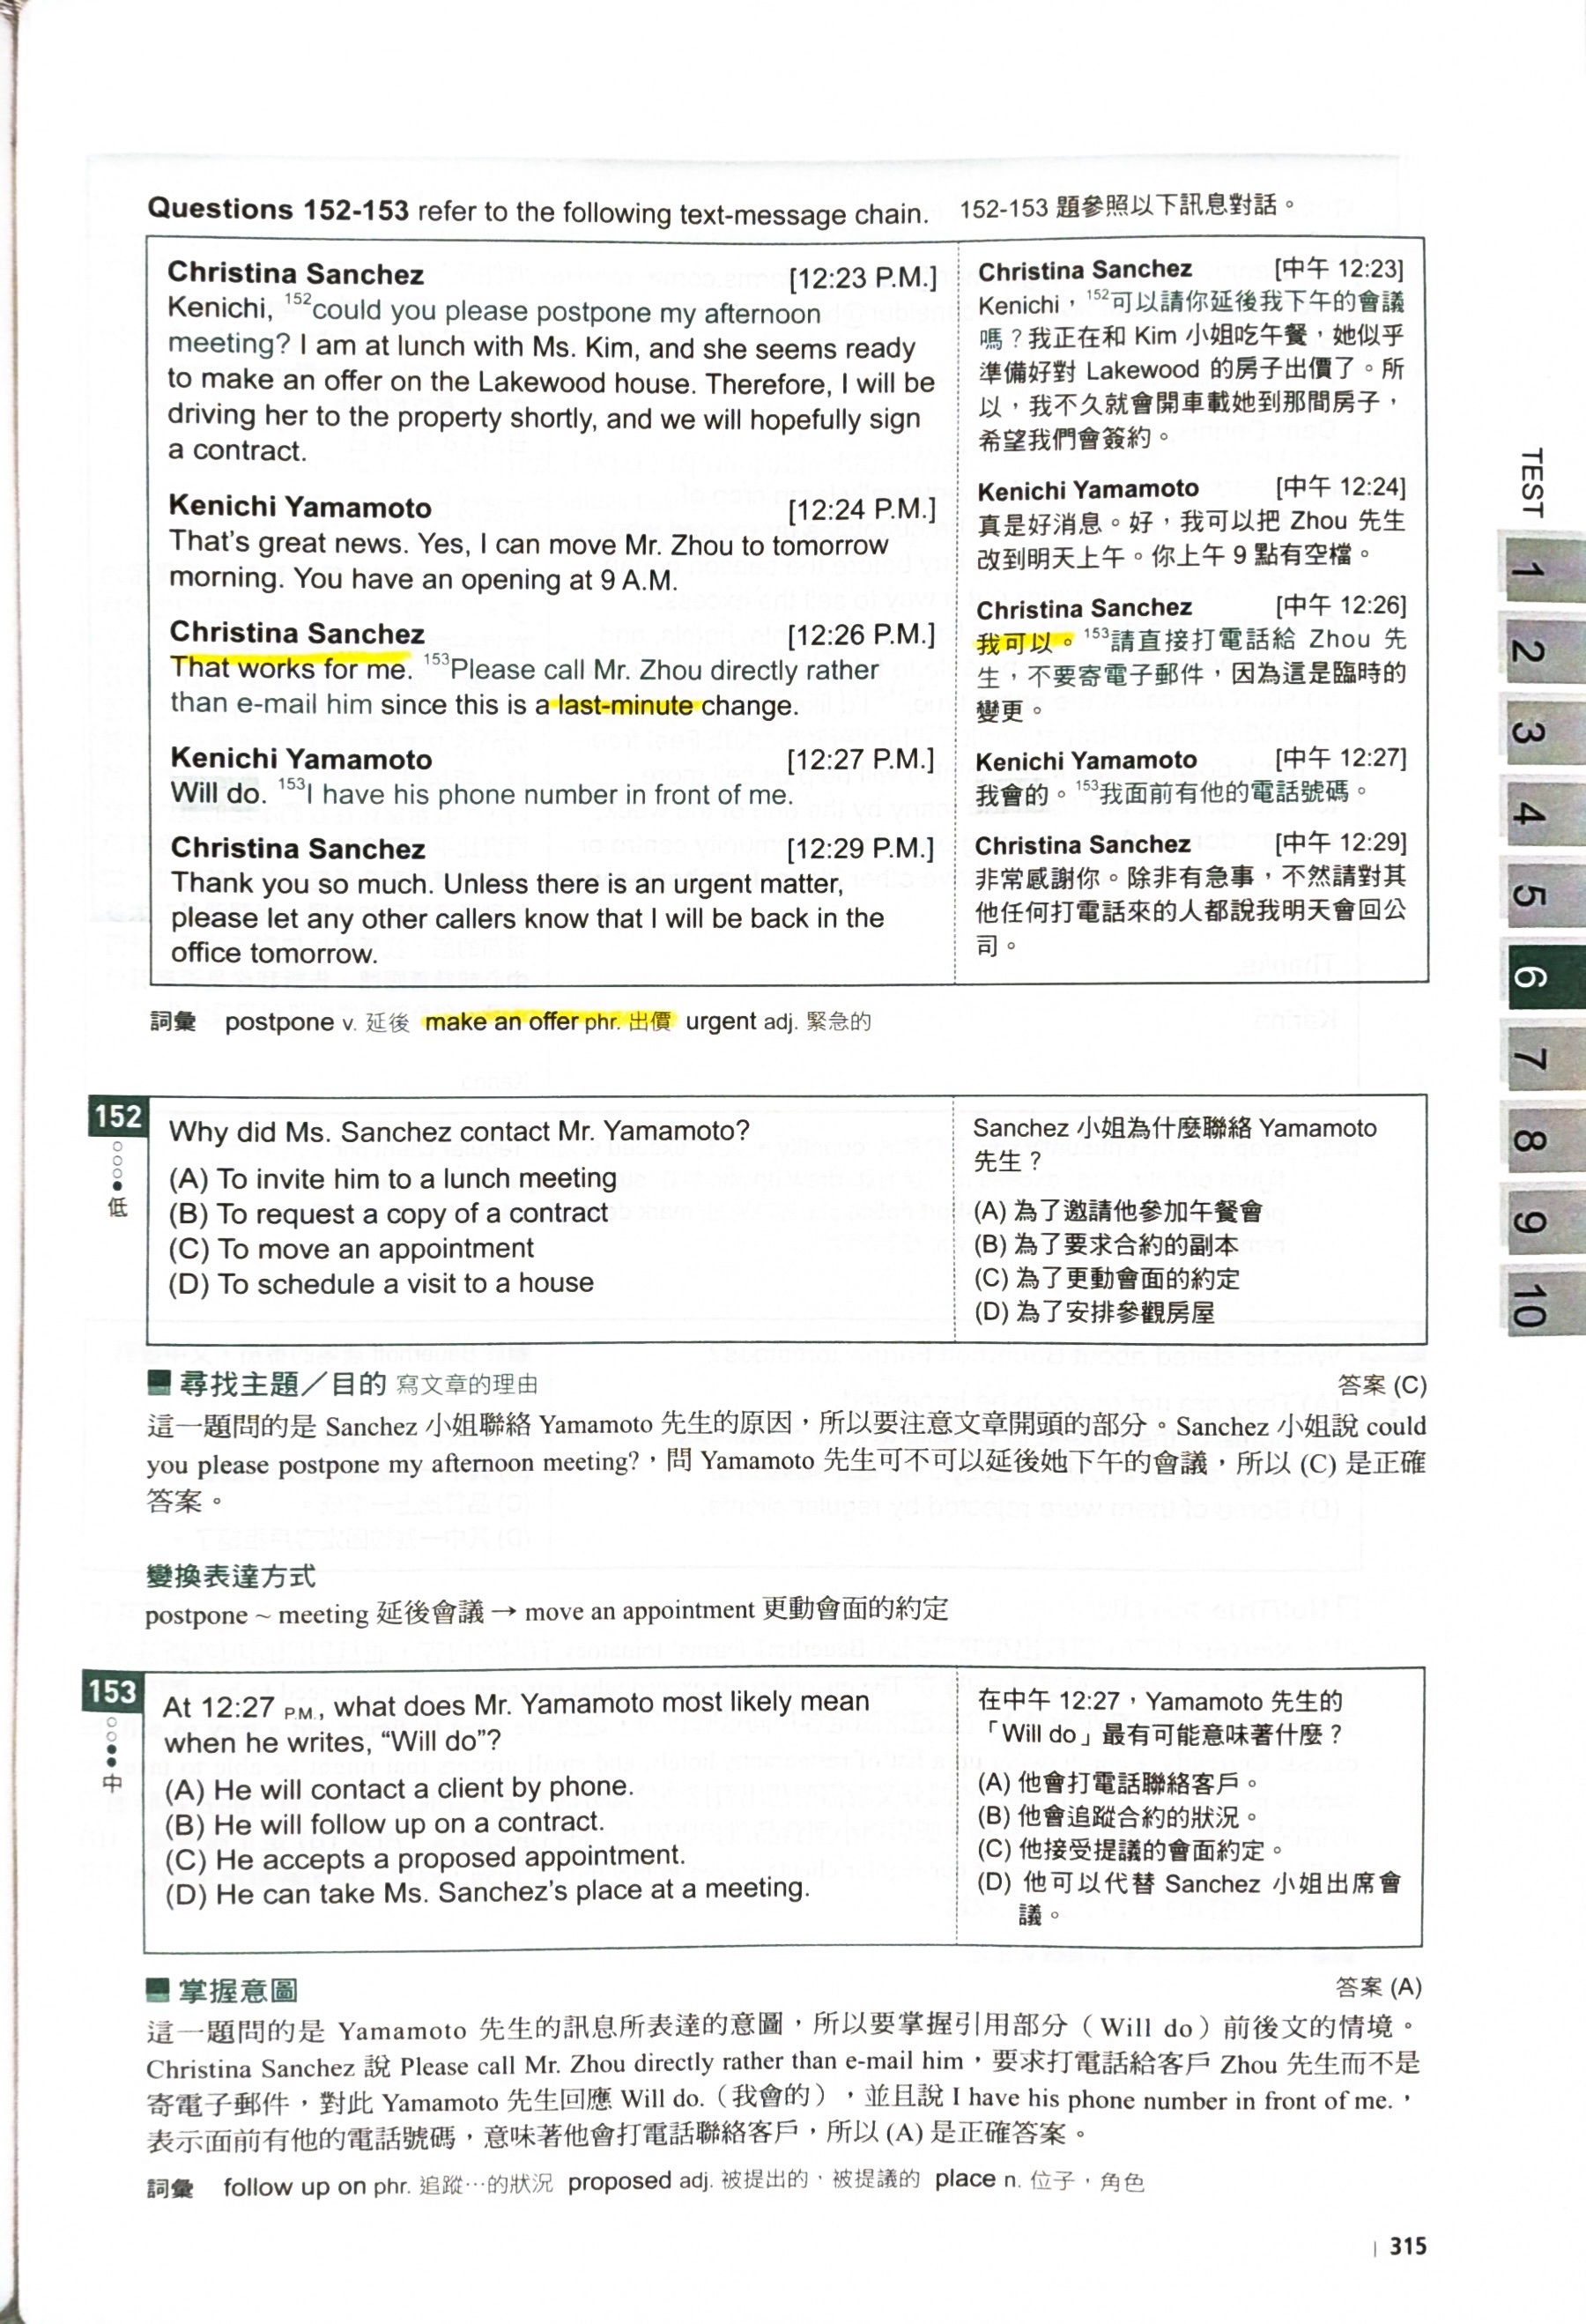 Questions 152-153 refer to the following text-message chain. 152-153 題參照以下訊息對話。
Christina Sanchez [12:23 P.M.]
Kenichi, 152could you please postpone my afternoon
meeting? I am at lunch with Ms. Kim, and she seems ready
to make an offer on the Lakewood house. Therefore, I will be
driving her to the property shortly, and we will hopefully sign
a contract.
Kenichi Yamamoto [12:24 P.M.]
That's great news. Yes, I can move Mr. Zhou to tomorrow
morning. You have an opening at 9 A.M.
Christina Sanchez [12:26 P.M.]
That works for me. 153Please call Mr. Zhou directly rather
than e-mail him since this is a last-minute change.
Kenichi Yamamoto [12:27 P.M.]
Will do. 153I have his phone number in front of me.
Christina Sanchez [12:29 P.M.]
Thank you so much. Unless there is an urgent matter,
please let any other callers know that I will be back in the
office tomorrow.
Christina Sanchez [中午 12:23]
Kenichi，152可以請你延後我下午的會議
嗎？我正在和 Kim 小姐吃午餐，她似乎
準備好對 Lakewood 的房子出價了。所
以，我不久就會開車載她到那間房子，
希望我們會簽約。
Kenichi Yamamoto [中午 12:24]
真是好消息。好，我可以把 Zhou 先生
改到明天上午。你上午 9 點有空檔。
Christina Sanchez [中午 12:26]
我可以。153請直接打電話給 Zhou 先
生，不要寄電子郵件，因為這是臨時的
變更。
Kenichi Yamamoto [中午 12:27]
我會的。153我面前有他的電話號碼。
Christina Sanchez [中午 12:29]
非常感謝你。除非有急事，不然請對其
他任何打電話來的人都說我明天會回公
司。
詞彙 postpone v. 延後 make an offer phr. 出價 urgent adj. 緊急的
152
低
Why did Ms. Sanchez contact Mr. Yamamoto?
(A) To invite him to a lunch meeting
(B) To request a copy of a contract
(C) To move an appointment
(D) To schedule a visit to a house
Sanchez 小姐為什麼聯絡 Yamamoto
先生？
(A) 為了邀請他參加午餐會
(B) 為了要求合約的副本
(C) 為了更動會面的約定
(D) 為了安排參觀房屋
尋找主題／目的 寫文章的理由 答案 (C)
這一題問的是 Sanchez 小姐聯絡 Yamamoto 先生的原因，所以要注意文章開頭的部分。Sanchez 小姐說 could
you please postpone my afternoon meeting?，問 Yamamoto 先生可不可以延後她下午的會議，所以 (C) 是正確
答案。
變換表達方式
postpone ~ meeting 延後會議 → move an appointment 更動會面的約定
153
中
At 12:27 P.M., what does Mr. Yamamoto most likely mean
when he writes, “Will do”?
(A) He will contact a client by phone.
(B) He will follow up on a contract.
(C) He accepts a proposed appointment.
(D) He can take Ms. Sanchez's place at a meeting.
在中午 12:27，Yamamoto 先生的
「Will do」最有可能意味著什麼？
(A) 他會打電話聯絡客戶。
(B) 他會追蹤合約的狀況。
(C) 他接受提議的會面約定。
(D) 他可以代替 Sanchez 小姐出席會
議。
掌握意圖 答案 (A)
這一題問的是 Yamamoto 先生的訊息所表達的意圖，所以要掌握引用部分（Will do）前後文的情境。
Christina Sanchez 說 Please call Mr. Zhou directly rather than e-mail him，要求打電話給客戶 Zhou 先生而不是
寄電子郵件，對此 Yamamoto 先生回應 Will do.（我會的），並且說 I have his phone number in front of me.，
表示面前有他的電話號碼，意味著他會打電話聯絡客戶，所以 (A) 是正確答案。
詞彙 follow up on phr. 追蹤…的狀況 proposed adj. 被提出的，被提議的 place n. 位子，角色
| 315
TEST
1
2
3
4
5
6
7
8
9
10